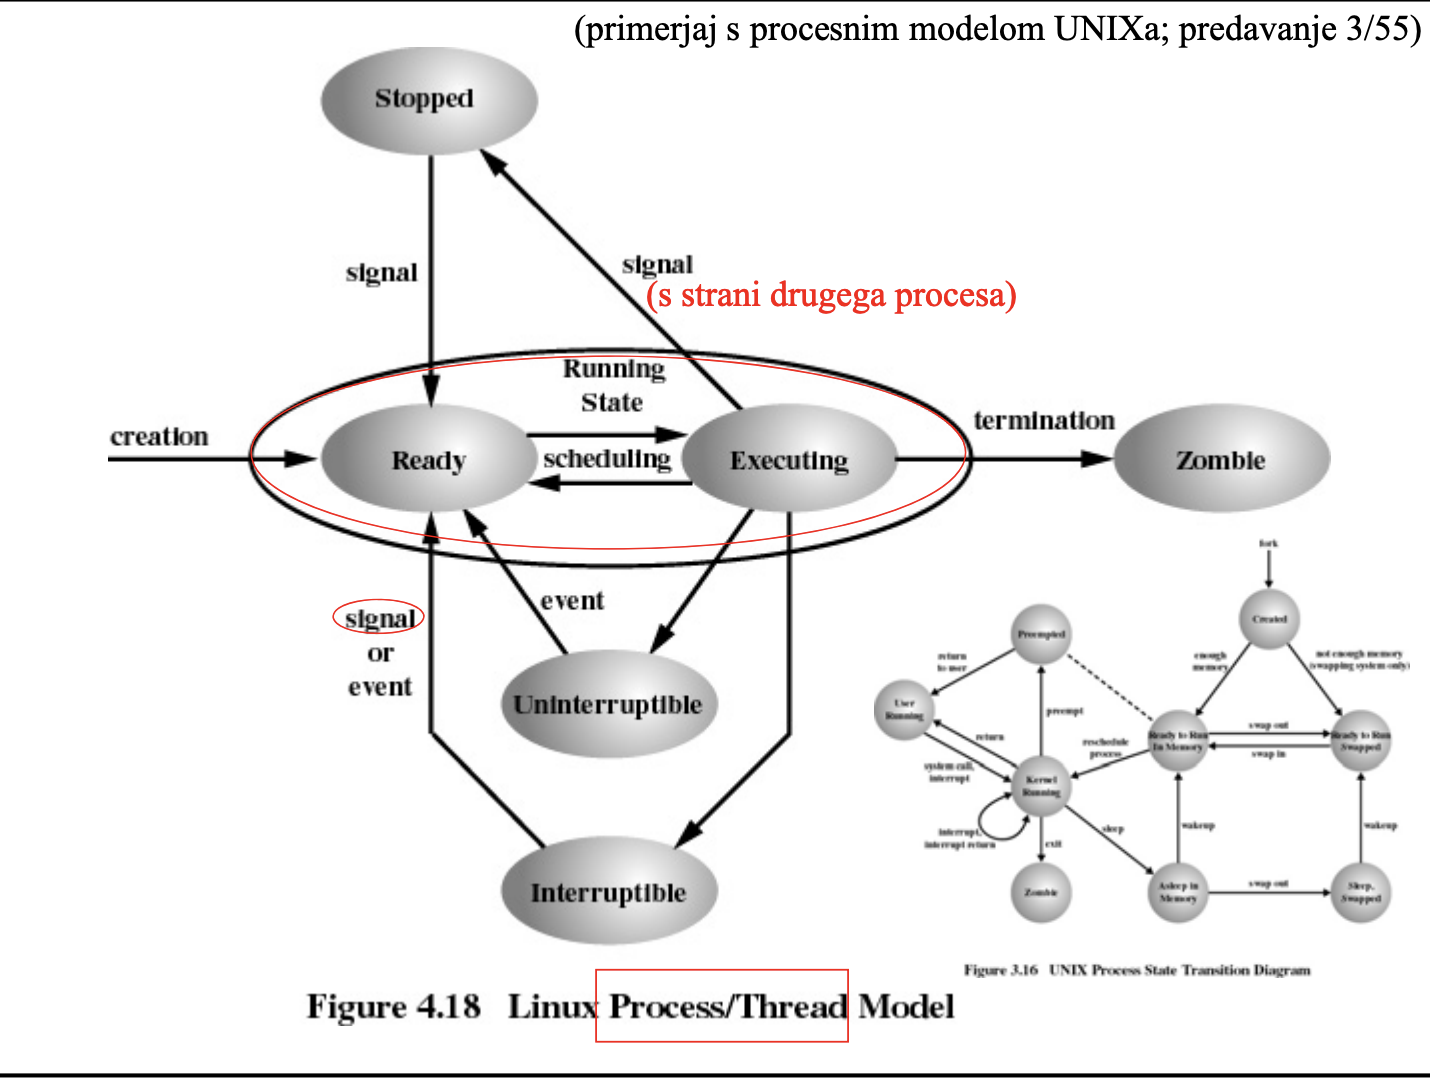 (primerjaj s procesnim modelom UNIXa; predavanje 3/55)
Stopped
signal
signal
(s strani drugega procesa)
Running
State
creation
Ready
scheduling
Executing
termination
Zombie
signal
or
event
event
Uninterruptible
Interruptible
Figure 4.18 Linux Process/Thread Model
fork
Created
Preempted
enough
memory
not enough memory
(swapping system only)
return
to user
User
Running
preempt
return
reschedule
process
Ready to Run
In Memory
swap out
swap in
Ready to Run
Swapped
system call,
interrupt
Kernel
Running
interrupt,
interrupt return
sleep
exit
wakeup
wakeup
Zombie
Asleep in
Memory
swap out
Sleep,
Swapped
Figure 3.16 UNIX Process State Transition Diagram